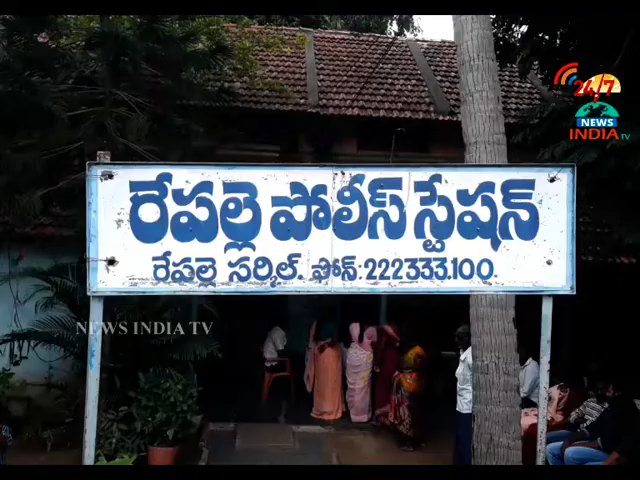 24/7
NEWS
INDIA TV
రేపల్లె పోలీస్ స్టేషన్
రేపల్లె సర్కిల్. ఫోన్: 222333.100.
NEWS INDIA TV